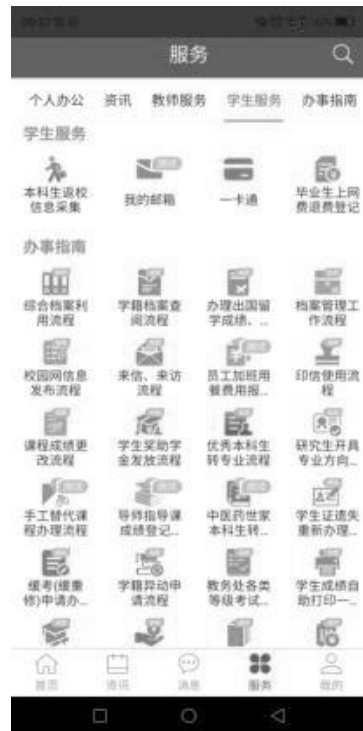 服务
个人办公 资讯 教师服务 学生服务 办事指南
学生服务
本科生返校 我的邮箱 一卡通 毕业生上网
信息采集 费退费登记
办事指南
综合档案利 学籍档案查 办理出国留 档案管理工
用流程 阅流程 学成绩、... 作流程
校园网信息 来信、来访 员工加班用 印信使用流
发布流程 流程 餐费用报... 程
课程成绩更 学生奖助学 优秀本科生 研究生开具
改流程 金发放流程 转专业流程 专业方向...
手工替代课 导师指导课 中医药世家 学生证遗失
程办理流程 成绩登记... 本科生转... 重新办理...
缓考(缓重 学籍异动申 教务处各类 学生成绩自
修)申请办... 请流程 等级考试... 助打印一...
首页 资讯 消息 服务 我的